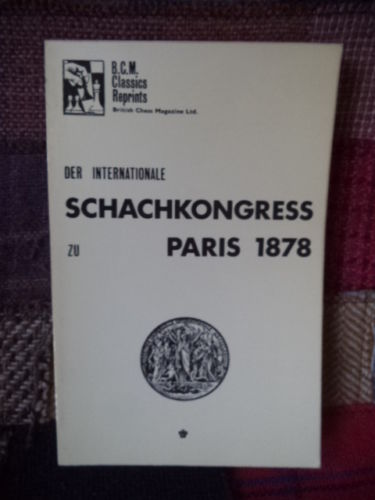 B.C.M.
Classics
Reprints
British Chess Magazine Ltd.
DER INTERNATIONALE
SCHACHKONGRESS
ZU PARIS 1878